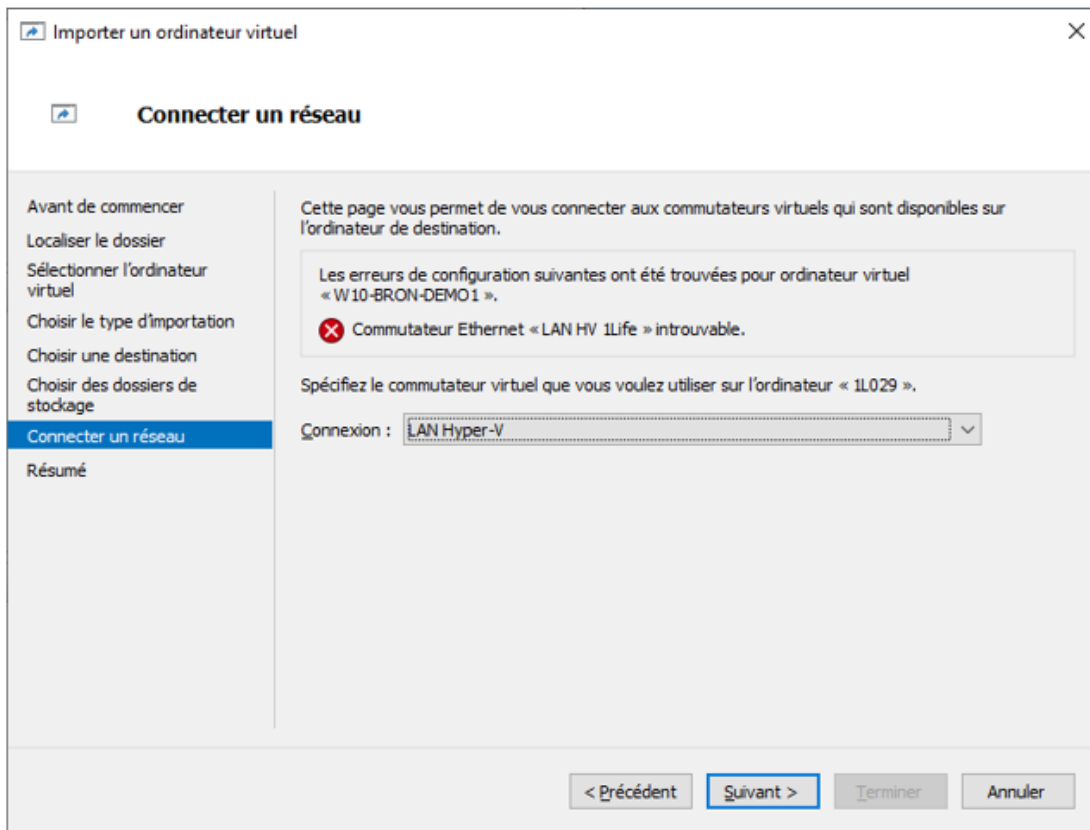 Importer un ordinateur virtuel
Connecter un réseau
Avant de commencer
Localiser le dossier
Sélectionner l'ordinateur
virtuel
Choisir le type d'importation
Choisir une destination
Choisir des dossiers de
stockage
Connecter un réseau
Résumé
Cette page vous permet de vous connecter aux commutateurs virtuels qui sont disponibles sur
l'ordinateur de destination.
Les erreurs de configuration suivantes ont été trouvées pour ordinateur virtuel
« W10-BRON-DEMO1 ».
Commutateur Ethernet « LAN HV 1Life » introuvable.
Spécifiez le commutateur virtuel que vous voulez utiliser sur l'ordinateur « 1L029 ».
Connexion : LAN Hyper-V
< Précédent Suivant > Terminer Annuler